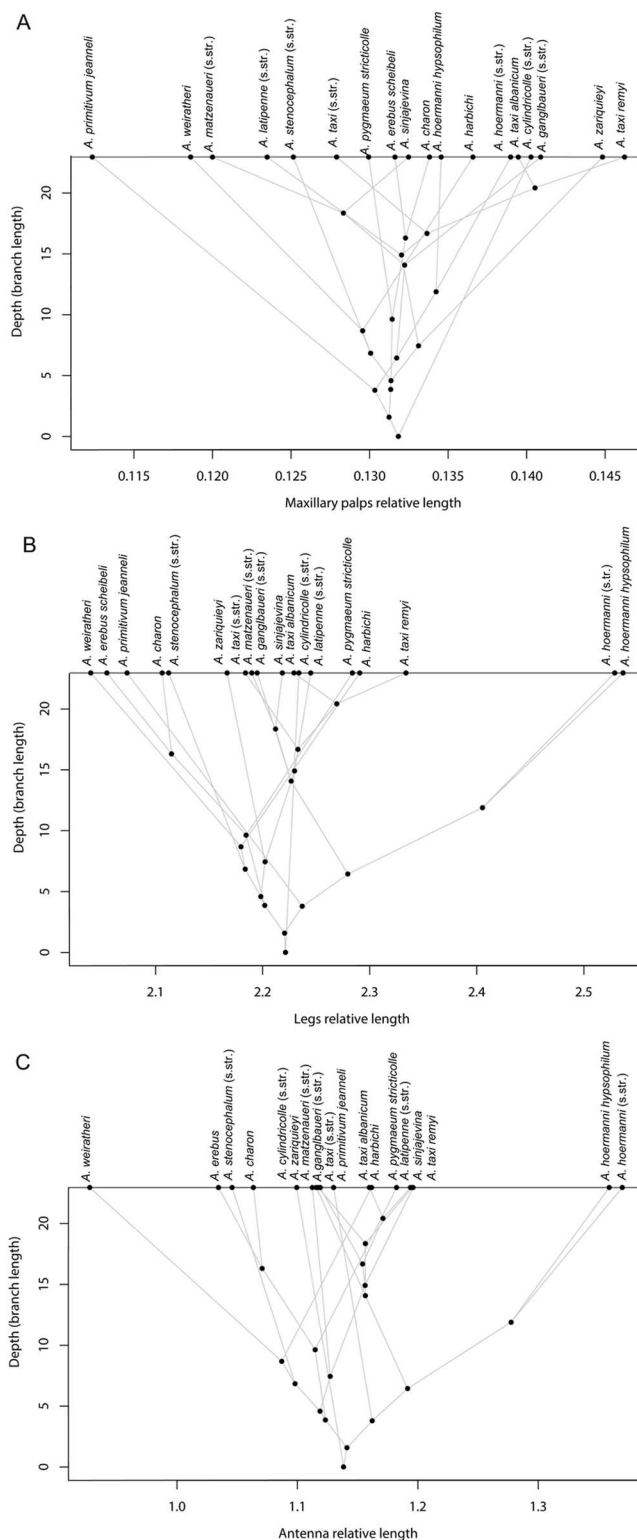 A
A. primitivum jeanneli
A. weiratheri
A. matzenaueri (s.str.)
A. latipenne (s.str.)
A. stenocephalum (s.str.)
A. taxi (s.str.)
A. pygmaeum stricticolle
A. erebus scheibeli
A. sinjajevina
A. charon
A. hoermanni hypsophilum
A. harbichi
A. hoermanni (s.str.)
A. taxi albanicum
A. cylindricolle (s.str.)
A. ganglbaueri (s.str.)
A. zariquieyi
A. taxi remyi
Depth (branch length)
20
15
10
5
0
0.115 0.120 0.125 0.130 0.135 0.140 0.145
Maxillary palps relative length
B
A. weiratheri
A. erebus scheibeli
A. primitivum jeanneli
A. charon
A. stenocephalum (s.str.)
A. zariquieyi
A. taxi (s.str.)
A. matzenaueri (s.str.)
A. ganglbaueri (s.str.)
A. sinjajevina
A. taxi albanicum
A. cylindricolle (s.str.)
A. latipenne (s.str.)
A. pygmaeum stricticolle
A. harbichi
A. taxi remyi
A. hoermanni (s.tr.)
A. hoermanni hypsophilum
Depth (branch length)
20
15
10
5
0
2.1 2.2 2.3 2.4 2.5
Legs relative length
C
A. weiratheri
A. erebus
A. stenocephalum (s.str.)
A. charon
A. cylindricolle (s.str.)
A. zariquieyi
A. matzenaueri (s.str.)
A.ganglbaueri (s.str.)
A. taxi (s.str.)
A. primitivum jeanneli
A. taxi albanicum
A. harbichi
A. pygmaeum stricticolle
A. latipenne (s.str.)
A. sinjajevina
A. taxi remyi
A. hoermanni hypsophilum
A. hoermanni (s.str.)
Depth (branch length)
20
15
10
5
0
1.0 1.1 1.2 1.3
Antenna relative length